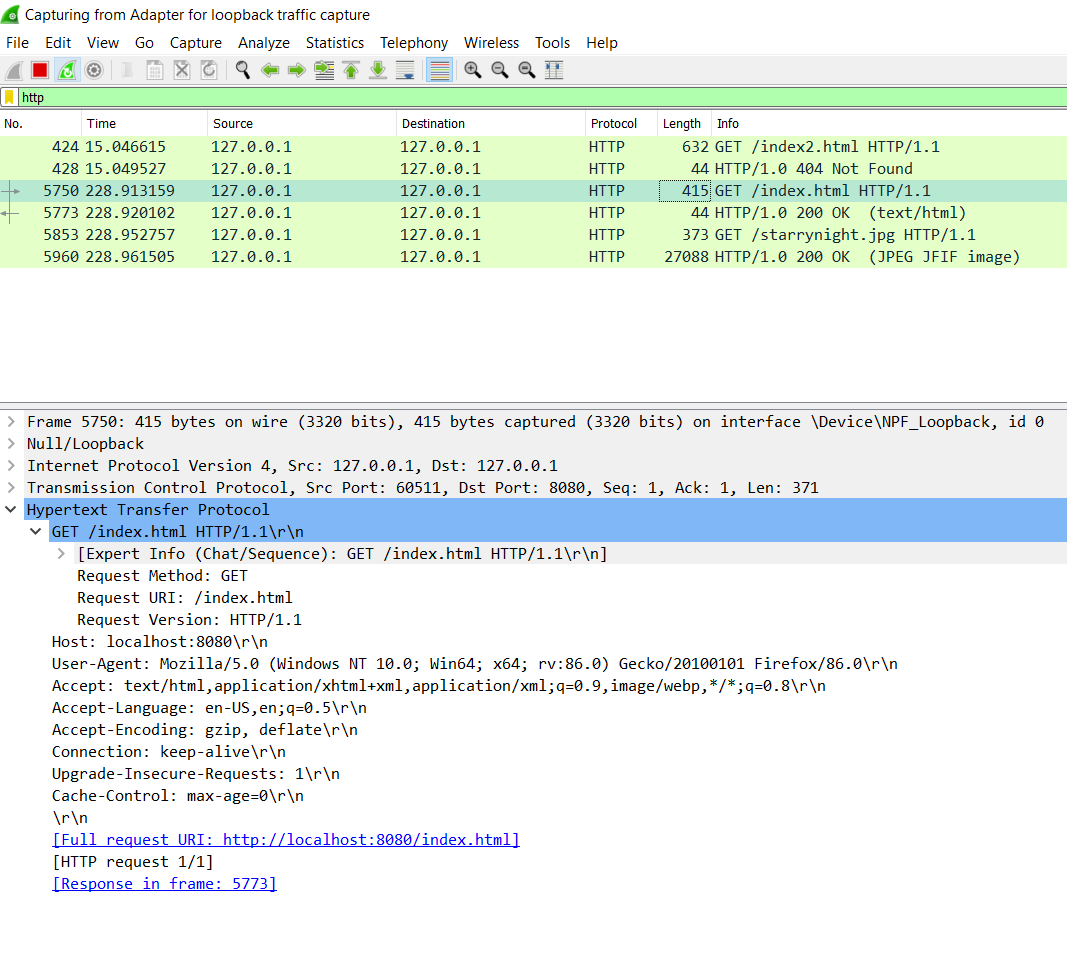 Capturing from Adapter for loopback traffic capture
File Edit View Go Capture Analyze Statistics Telephony Wireless Tools Help
http
No. Time Source Destination Protocol Length Info
424 15.046615 127.0.0.1 127.0.0.1 HTTP 632 GET /index2.html HTTP/1.1
428 15.049527 127.0.0.1 127.0.0.1 HTTP 44 HTTP/1.0 404 Not Found
5750 228.913159 127.0.0.1 127.0.0.1 HTTP 415 GET /index.html HTTP/1.1
5773 228.920102 127.0.0.1 127.0.0.1 HTTP 44 HTTP/1.0 200 OK (text/html)
5853 228.952757 127.0.0.1 127.0.0.1 HTTP 373 GET /starrynight.jpg HTTP/1.1
5960 228.961505 127.0.0.1 127.0.0.1 HTTP 27088 HTTP/1.0 200 OK (JPEG JFIF image)
Frame 5750: 415 bytes on wire (3320 bits), 415 bytes captured (3320 bits) on interface \Device\NPF_Loopback, id 0
Null/Loopback
Internet Protocol Version 4, Src: 127.0.0.1, Dst: 127.0.0.1
Transmission Control Protocol, Src Port: 60511, Dst Port: 8080, Seq: 1, Ack: 1, Len: 371
Hypertext Transfer Protocol
GET /index.html HTTP/1.1\r\n
[Expert Info (Chat/Sequence): GET /index.html HTTP/1.1\r\n]
Request Method: GET
Request URI: /index.html
Request Version: HTTP/1.1
Host: localhost:8080\r\n
User-Agent: Mozilla/5.0 (Windows NT 10.0; Win64; x64; rv:86.0) Gecko/20100101 Firefox/86.0\r\n
Accept: text/html,application/xhtml+xml,application/xml;q=0.9,image/webp,*/*;q=0.8\r\n
Accept-Language: en-US,en;q=0.5\r\n
Accept-Encoding: gzip, deflate\r\n
Connection: keep-alive\r\n
Upgrade-Insecure-Requests: 1\r\n
Cache-Control: max-age=0\r\n
\r\n
[Full request URI: http://localhost:8080/index.html]
[HTTP request 1/1]
[Response in frame: 5773]